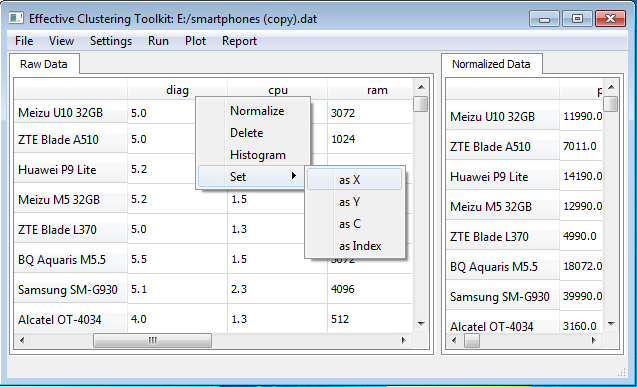 Effective Clustering Toolkit: E:/smartphones (copy).dat
File View Settings Run Plot Report
Raw Data
Normalized Data
diag cpu ram
Meizu U10 32GB 5.0 3072 Meizu U10 32GB 11990.0
ZTE Blade A510 5.0 1024 ZTE Blade A510 7011.0
Huawei P9 Lite 5.2 Huawei P9 Lite 14190.0
Meizu M5 32GB 5.2 1.5 Meizu M5 32GB 12990.0
ZTE Blade L370 5.0 1.3 ZTE Blade L370 4990.0
BQ Aquaris M5.5 5.5 1.5 3072 BQ Aquaris M5.5 18072.0
Samsung SM-G930 5.1 2.3 4096 Samsung SM-G930 39990.0
Alcatel OT-4034 4.0 1.3 512 Alcatel OT-4034 3160.0
Normalize
Delete
Histogram
Set
as X
as Y
as C
as Index